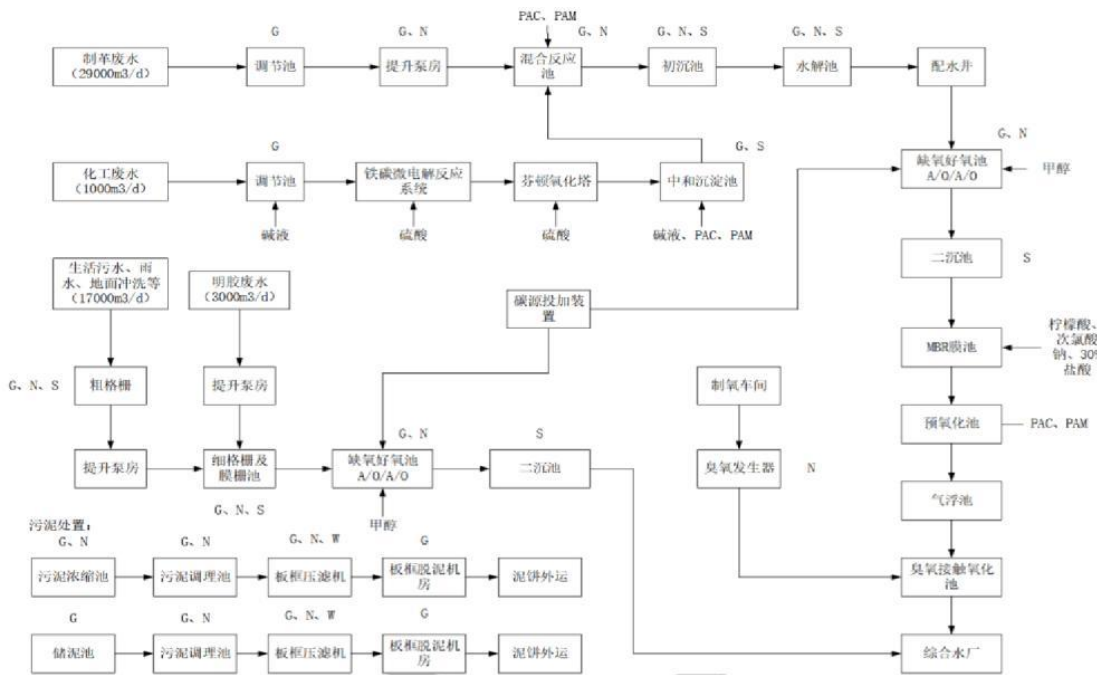 PAC、PAM
G
G、N
G、N
G、N、S
G、N、S
制革废水
（29000m3/d）
调节池
提升泵房
混合反应
池
初沉池
水解池
配水井
G
G、S
G、N
化工废水
（1000m3/d）
调节池
铁碳微电解反应
系统
芬顿氧化塔
中和沉淀池
缺氧好氧池
A/O/A/O
甲醇
碱液
硫酸
硫酸
碱液、PAC、PAM
生活污水、雨
水、地面冲洗等
（17000m3/d）
明胶废水
（3000m3/d）
碳源投加装
置
二沉池
S
MBR膜池
柠檬酸、
次氯酸
钠、30%
盐酸
G、N、S
粗格栅
提升泵房
制氧车间
预氧化池
PAC、PAM
G、N
S
提升泵房
细格栅及
膜栅池
缺氧好氧池
A/O/A/O
二沉池
臭氧发生器
N
气浮池
G、N、S
甲醇
污泥处置：
G、N
G、N
G、N、W
G
污泥浓缩池
污泥调理池
板框压滤机
板框脱泥机
房
泥饼外运
臭氧接触氧化
池
G
G、N
G、N、W
G
储泥池
污泥调理池
板框压滤机
板框脱泥机
房
泥饼外运
综合水厂